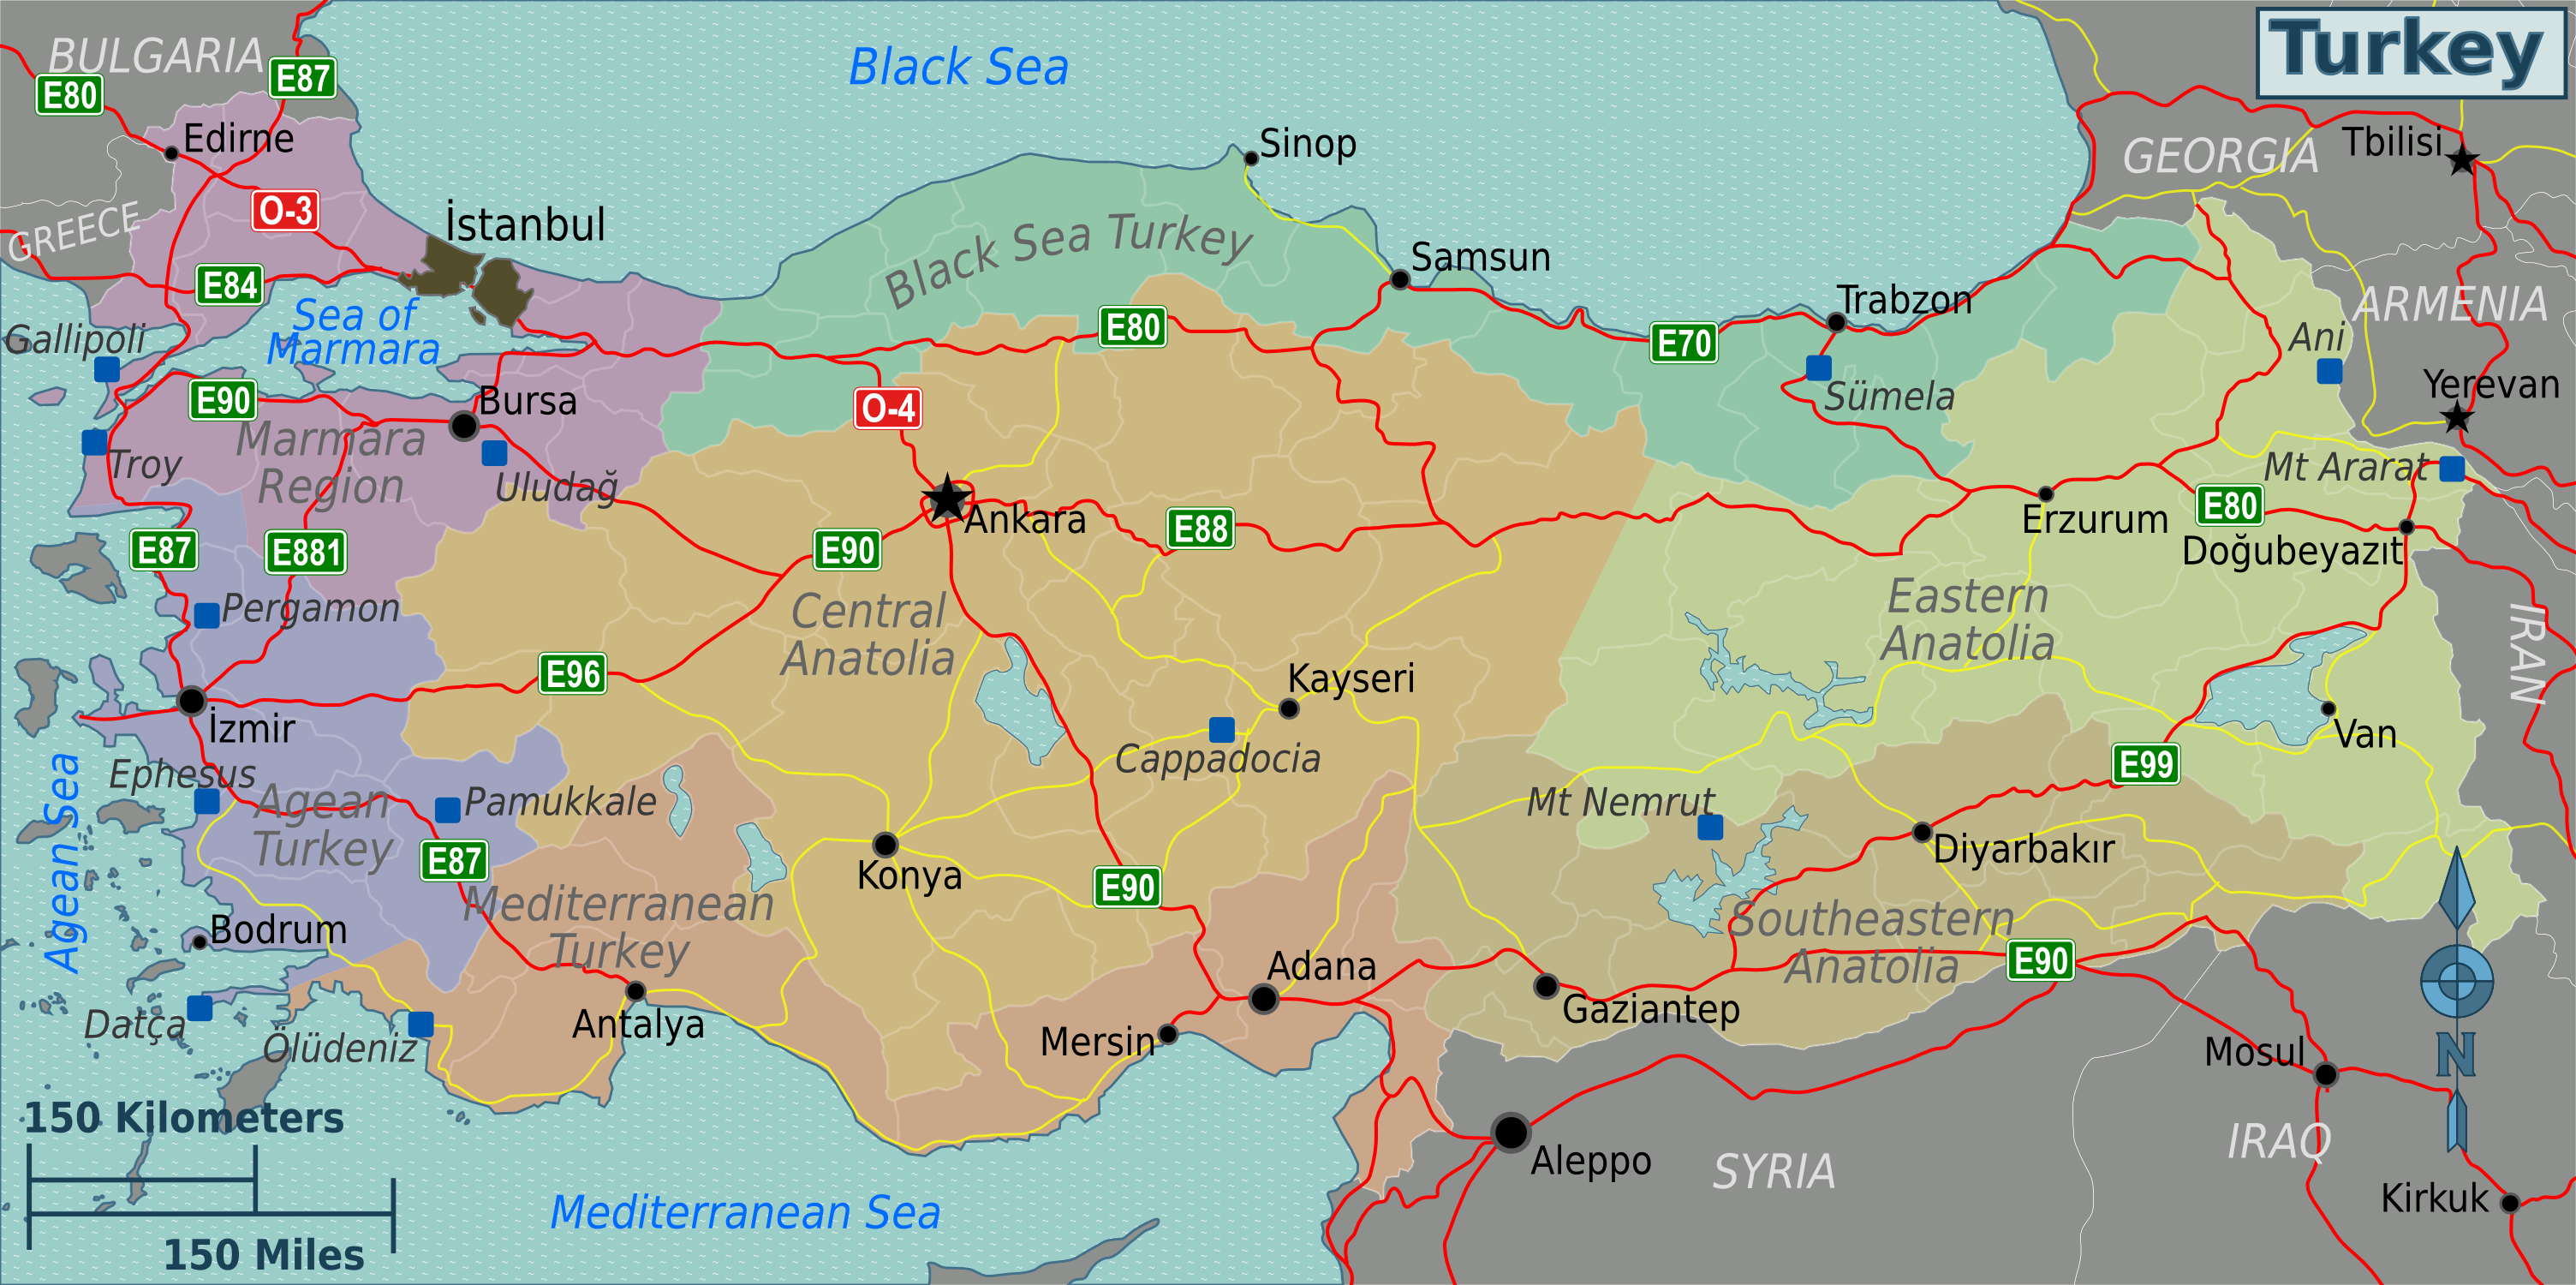 Turkey
BULGARIA
E87
E80
Black Sea
Edirne
Sinop
GEORGIA
Tbilisi
O-3
GREECE
İstanbul
Black Sea Turkey
Samsun
E84
Sea of
Marmara
Gallipoli
E80
E70
Trabzon
ARMENIA
Ani
Sümela
Yerevan
E90
Bursa
O-4
Marmara
Region
Troy
Uludağ
Ankara
E88
Mt Ararat
Erzurum
E80
Doğubeyazıt
E87
E881
E90
Pergamon
Central
Anatolia
Eastern
Anatolia
IRAN
E96
Kayseri
İzmir
Cappadocia
Van
E99
Ephesus
Agean Sea
Agean
Turkey
Pamukkale
E87
Mt Nemrut
Diyarbakır
Konya
E90
Mediterranean
Turkey
Southeastern
Anatolia
Bodrum
Adana
E90
Datça
Ölüdeniz
Antalya
Mersin
Gaziantep
N
Mosul
150 Kilometers
Aleppo
SYRIA
IRAQ
Mediterranean Sea
Kirkuk
150 Miles